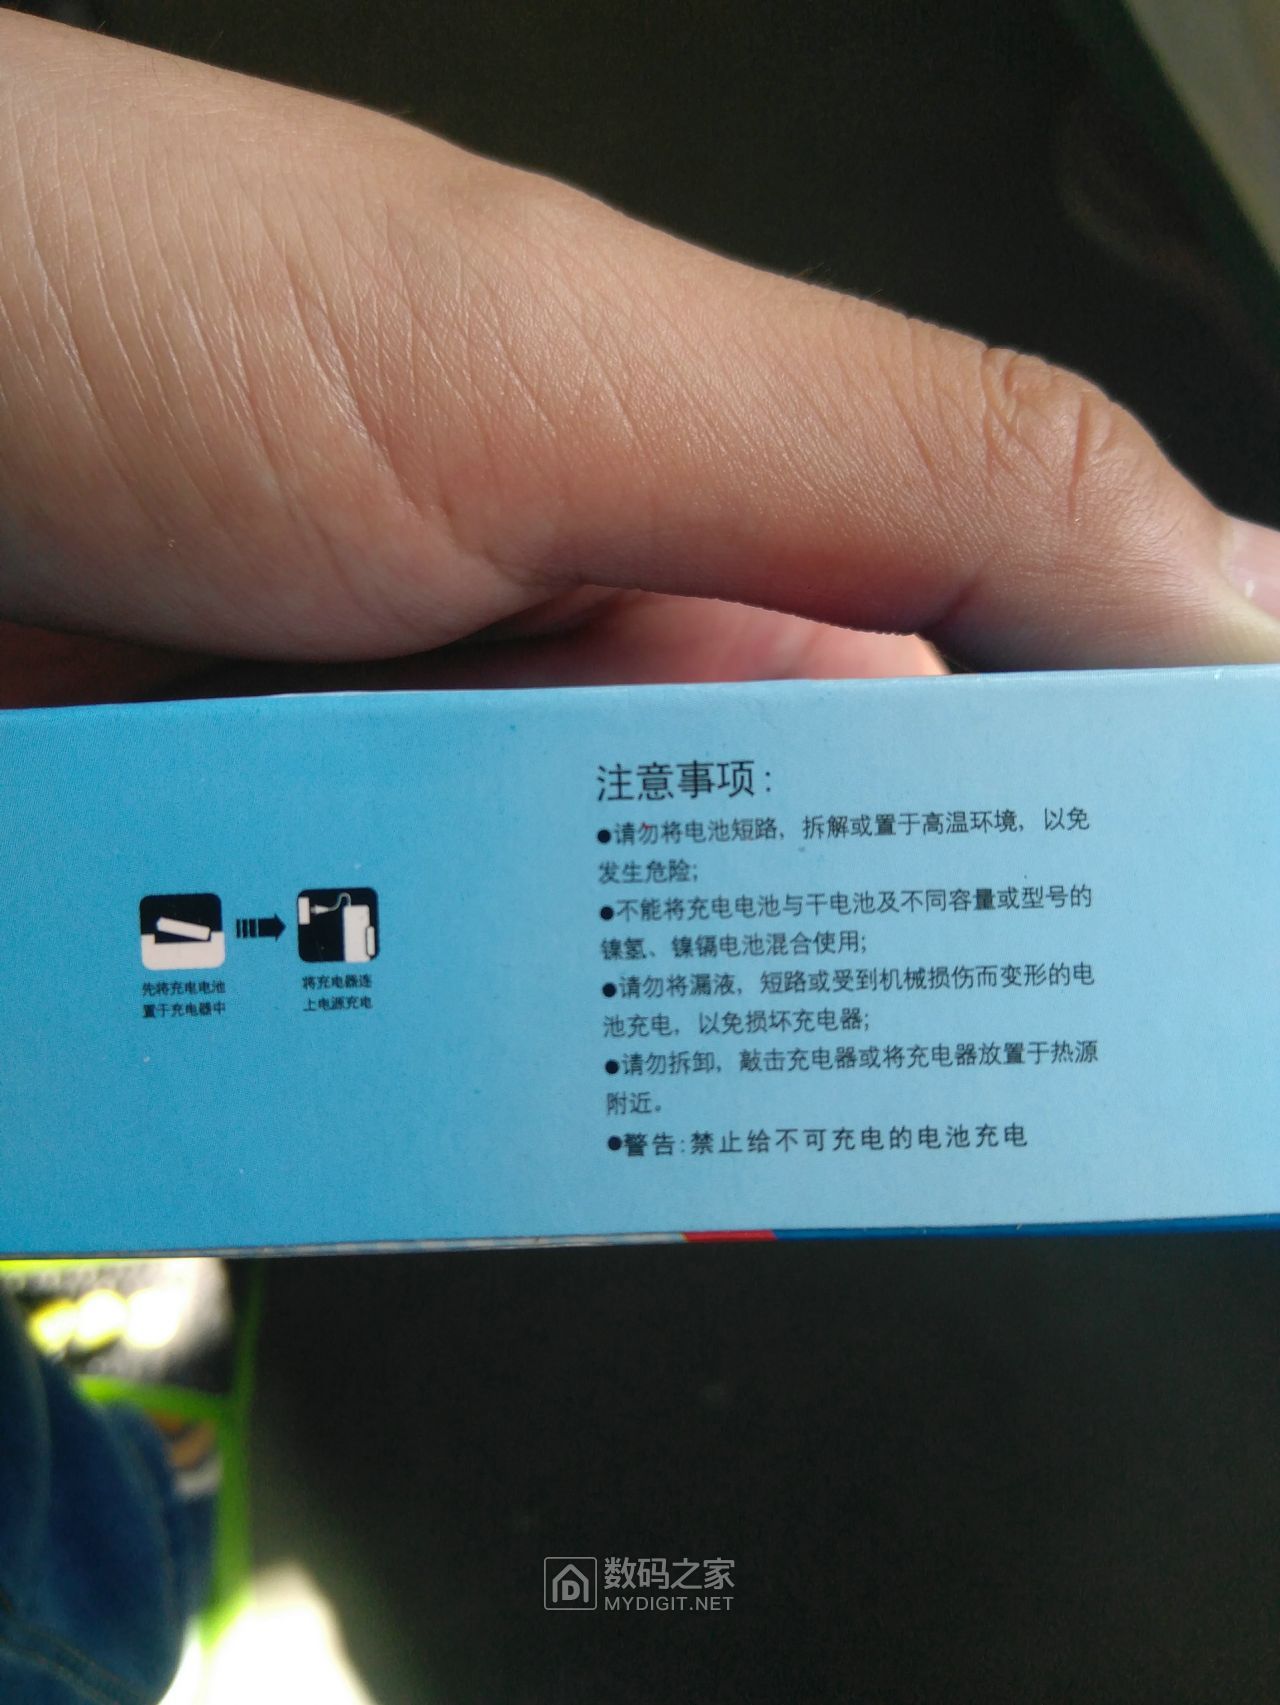 注意事项：
●请勿将电池短路，拆解或置于高温环境，以免
发生危险；
●不能将充电电池与干电池及不同容量或型号的
镍氢、镍镉电池混合使用；
●请勿将漏液，短路或受到机械损伤而变形的电
池充电，以免损坏充电器；
●请勿拆卸，敲击充电器或将充电器放置于热源
附近。
●警告：禁止给不可充电的电池充电
先将充电电池
置于充电器中
将充电器连
上电源充电
数码之家
MYDIGIT.NET